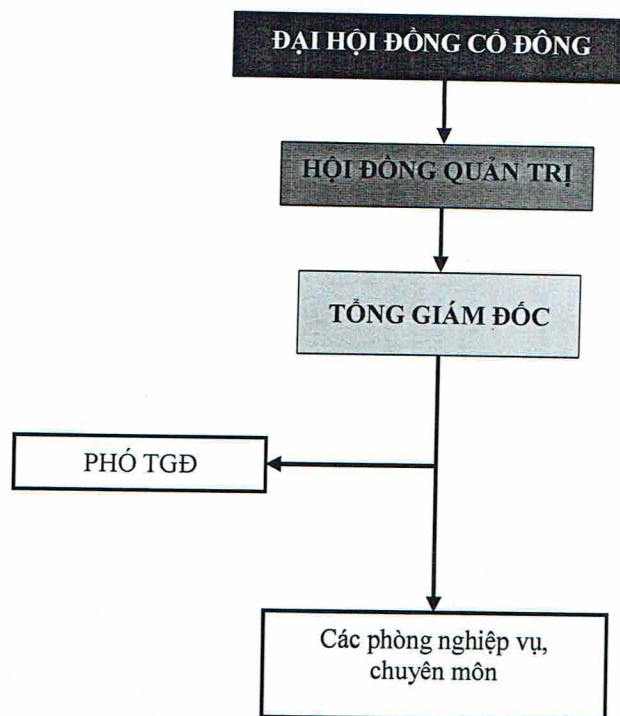 ĐẠI HỘI ĐỒNG CỔ ĐÔNG
HỘI ĐỒNG QUẢN TRỊ
TỔNG GIÁM ĐỐC
PHÓ TGĐ
Các phòng nghiệp vụ,
chuyên môn